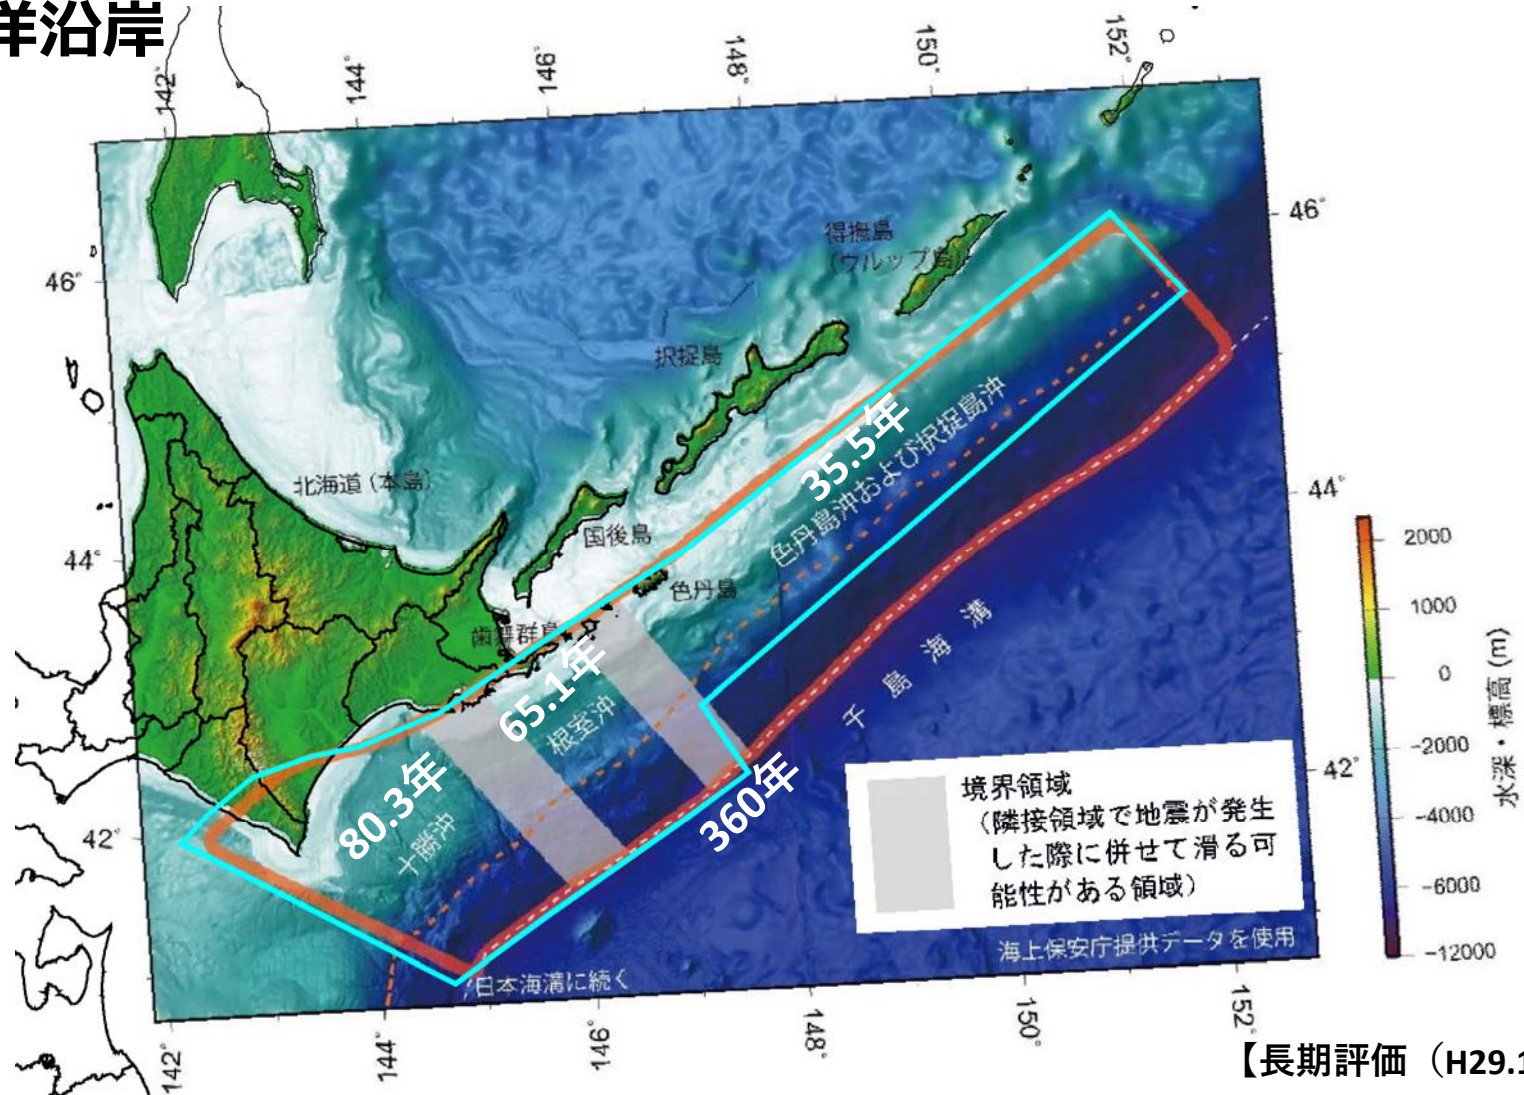 洋沿岸
142°
144°
146°
148°
150°
152°
46°
44°
42°
46°
44°
42°
142°
144°
146°
148°
150°
152°
得撫島
(ウルップ島)
択捉島
北海道(本島)
国後島
色丹島
歯舞群島
35.5年
色丹島沖および択捉島沖
65.1年
根室沖
80.3年
十勝沖
360年
千島海溝
日本海溝に続く
境界領域
(隣接領域で地震が発生
した際に併せて滑る可
能性がある領域)
海上保安庁提供データを使用
2000
1000
0
-2000
-4000
-6000
-12000
水深・標高 (m)
【長期評価(H29.1